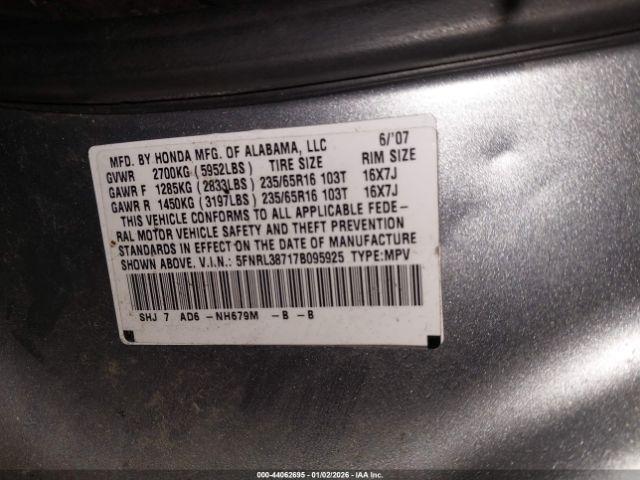 MFD. BY HONDA MFG. OF ALABAMA, LLC 6/'07
GVWR 2700KG (5952LBS) TIRE SIZE RIM SIZE
GAWR F 1285KG (2833LBS) 235/65R16 103T 16X7J
GAWR R 1450KG (3197LBS) 235/65R16 103T 16X7J
THIS VEHICLE CONFORMS TO ALL APPLICABLE FEDE-
RAL MOTOR VEHICLE SAFETY AND THEFT PREVENTION
STANDARDS IN EFFECT ON THE DATE OF MANUFACTURE
SHOWN ABOVE. V.I.N.: 5FNRL38717B095925 TYPE:MPV
SHJ 7 AD6 -NH679M -B -B
000-44062695 - 01/02/2026 - IAAI, Inc.